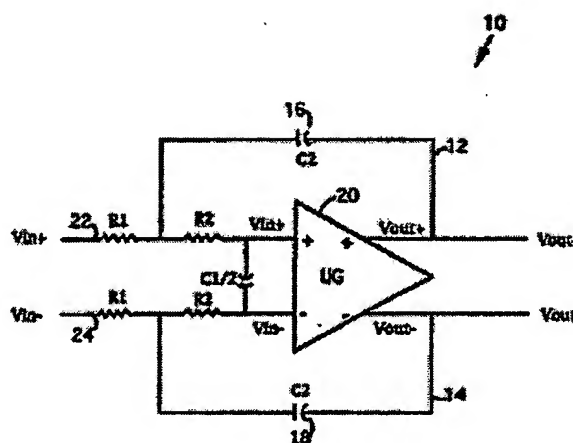 10
16
C2
12
20
22 R1 R2 Vin+ Vout+
Vin+ + + Vout
C1/2 UG
Vin- - - Vout
24 R1 R2 Vin- Vout-
C2 14
18